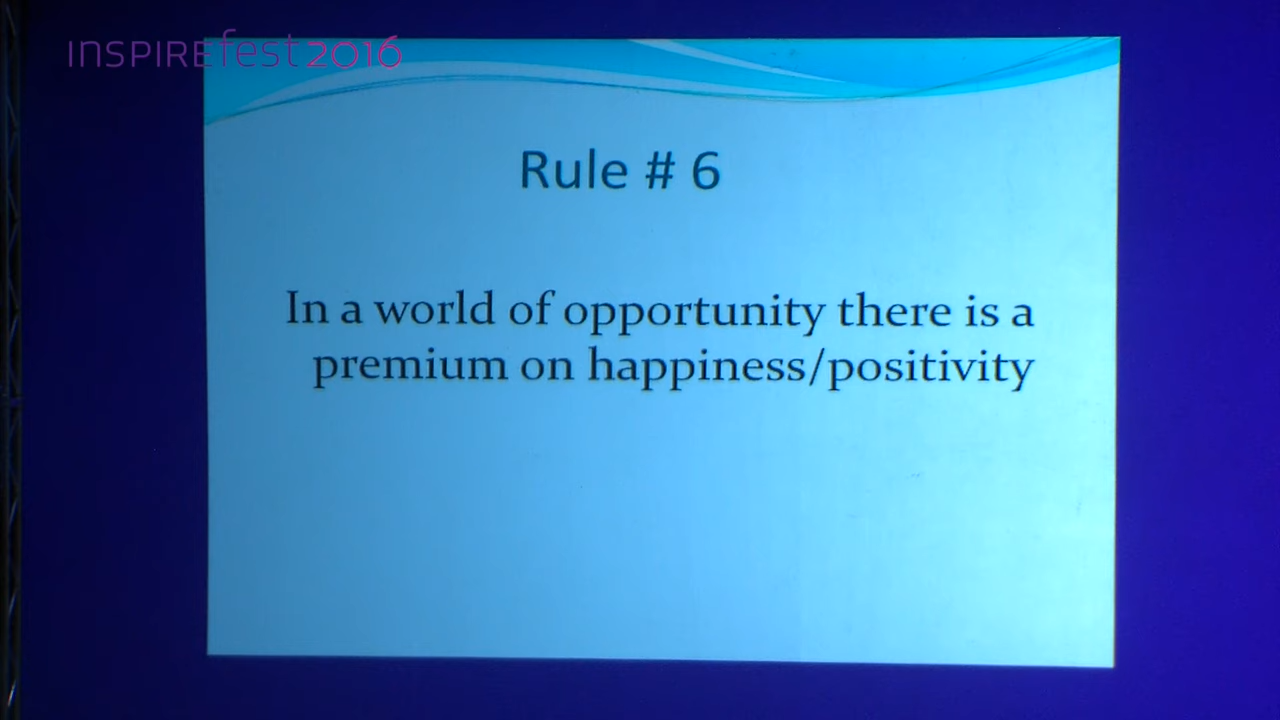 INSPIREfest2016
Rule # 6
In a world of opportunity there is a
premium on happiness/positivity